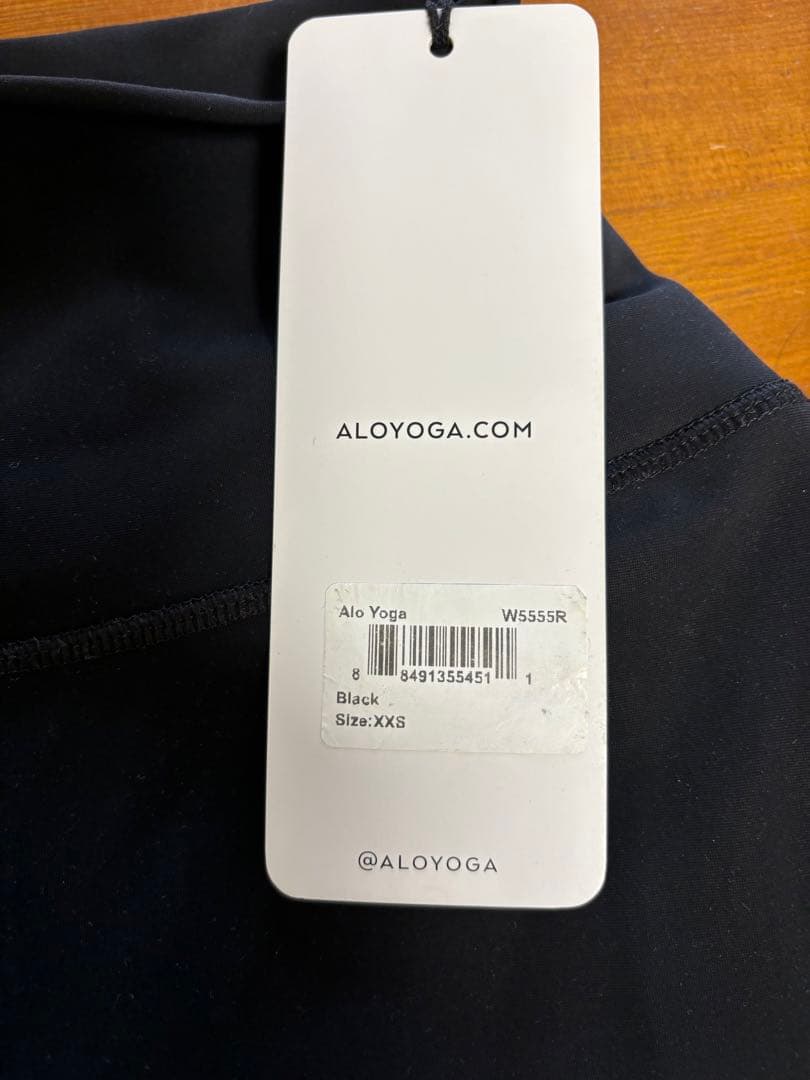 ALOYOGA.COM
Alo Yoga W5555R
8 8491355451 1
Black
Size:XXS
@ALOYOGA